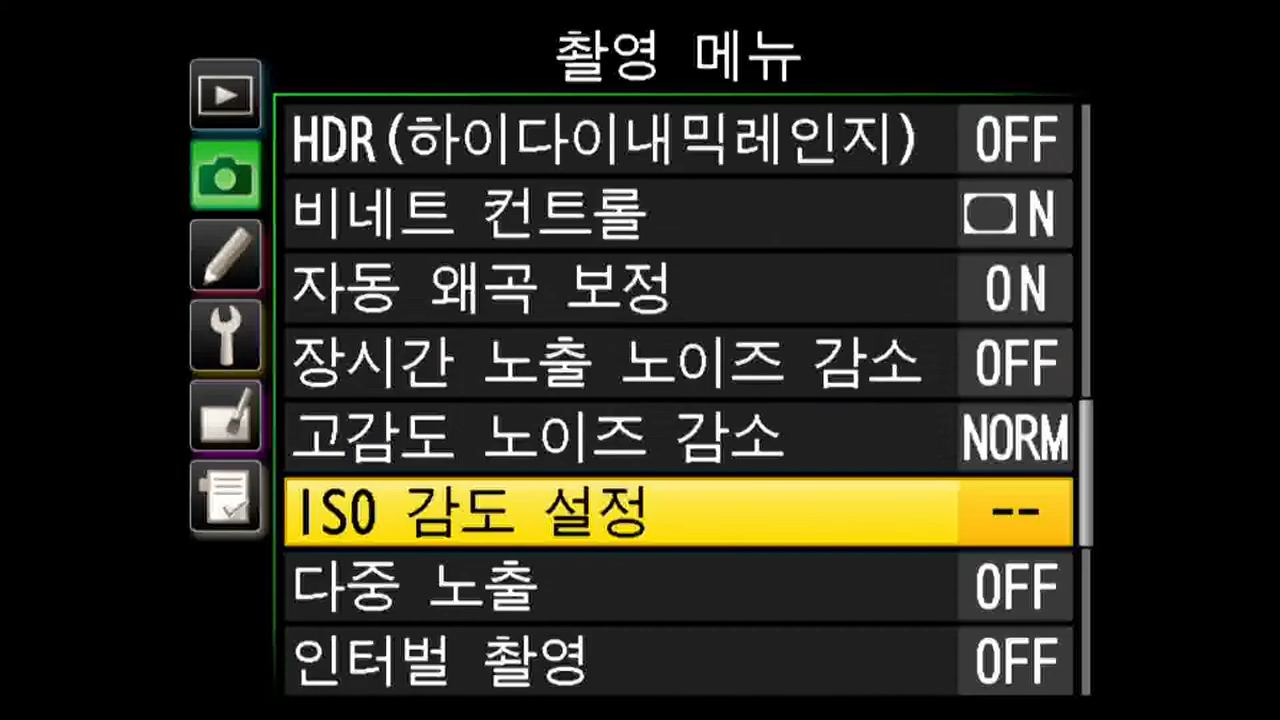 촬영 메뉴
HDR(하이다이내믹레인지) OFF
비네트 컨트롤 N
자동 왜곡 보정 ON
장시간 노출 노이즈 감소 OFF
고감도 노이즈 감소 NORM
ISO 감도 설정 --
다중 노출 OFF
인터벌 촬영 OFF